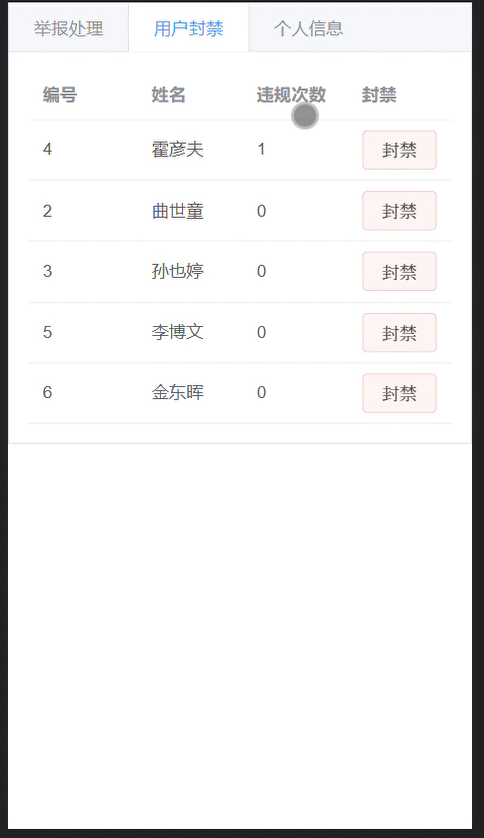 举报处理 用户封禁 个人信息
编号 姓名 违规次数 封禁
4 霍彦夫 1 封禁
2 曲世童 0 封禁
3 孙也婷 0 封禁
5 李博文 0 封禁
6 金东晖 0 封禁